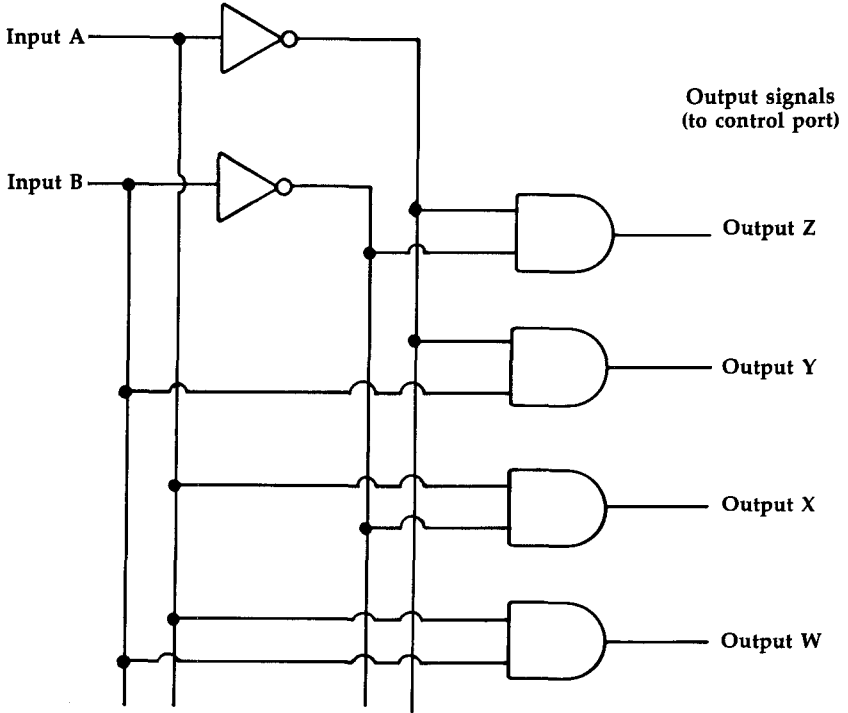 Input A
Output signals
(to control port)
Input B
Output Z
Output Y
Output X
Output W